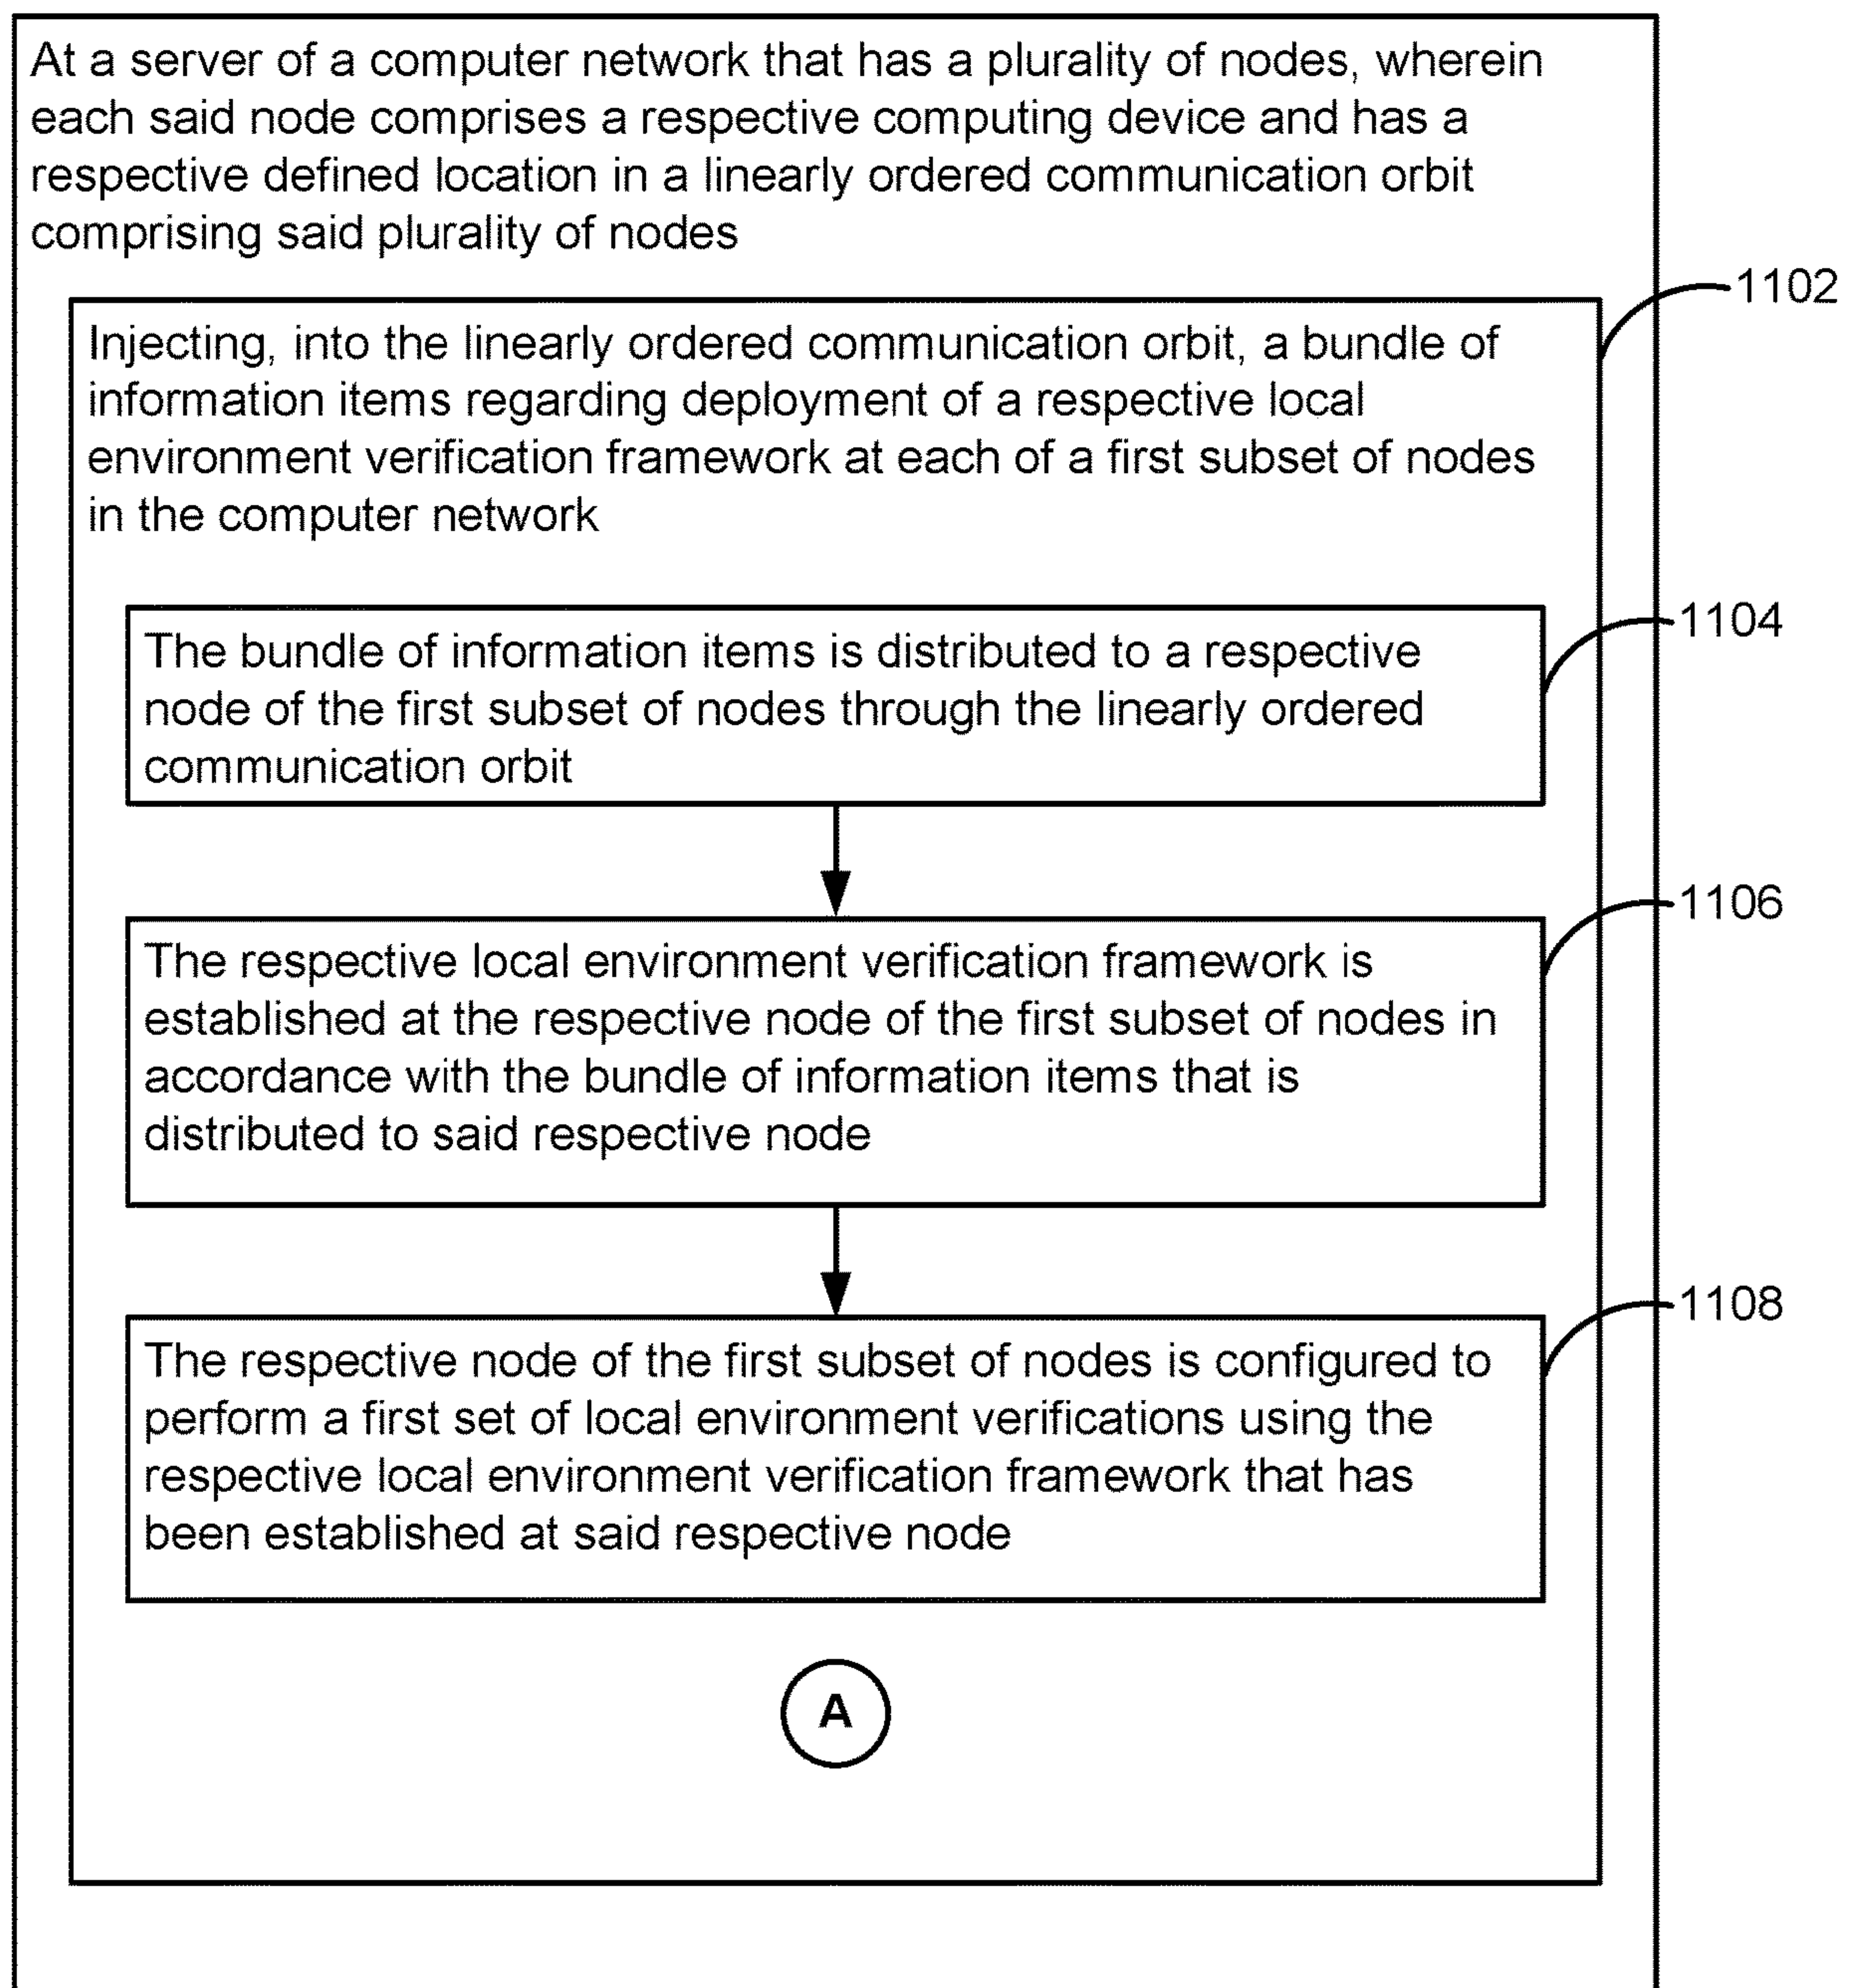 At a server of a computer network that has a plurality of nodes, wherein
each said node comprises a respective computing device and has a
respective defined location in a linearly ordered communication orbit
comprising said plurality of nodes
1102
Injecting, into the linearly ordered communication orbit, a bundle of
information items regarding deployment of a respective local
environment verification framework at each of a first subset of nodes
in the computer network
1104
The bundle of information items is distributed to a respective
node of the first subset of nodes through the linearly ordered
communication orbit
1106
The respective local environment verification framework is
established at the respective node of the first subset of nodes in
accordance with the bundle of information items that is
distributed to said respective node
1108
The respective node of the first subset of nodes is configured to
perform a first set of local environment verifications using the
respective local environment verification framework that has
been established at said respective node
A